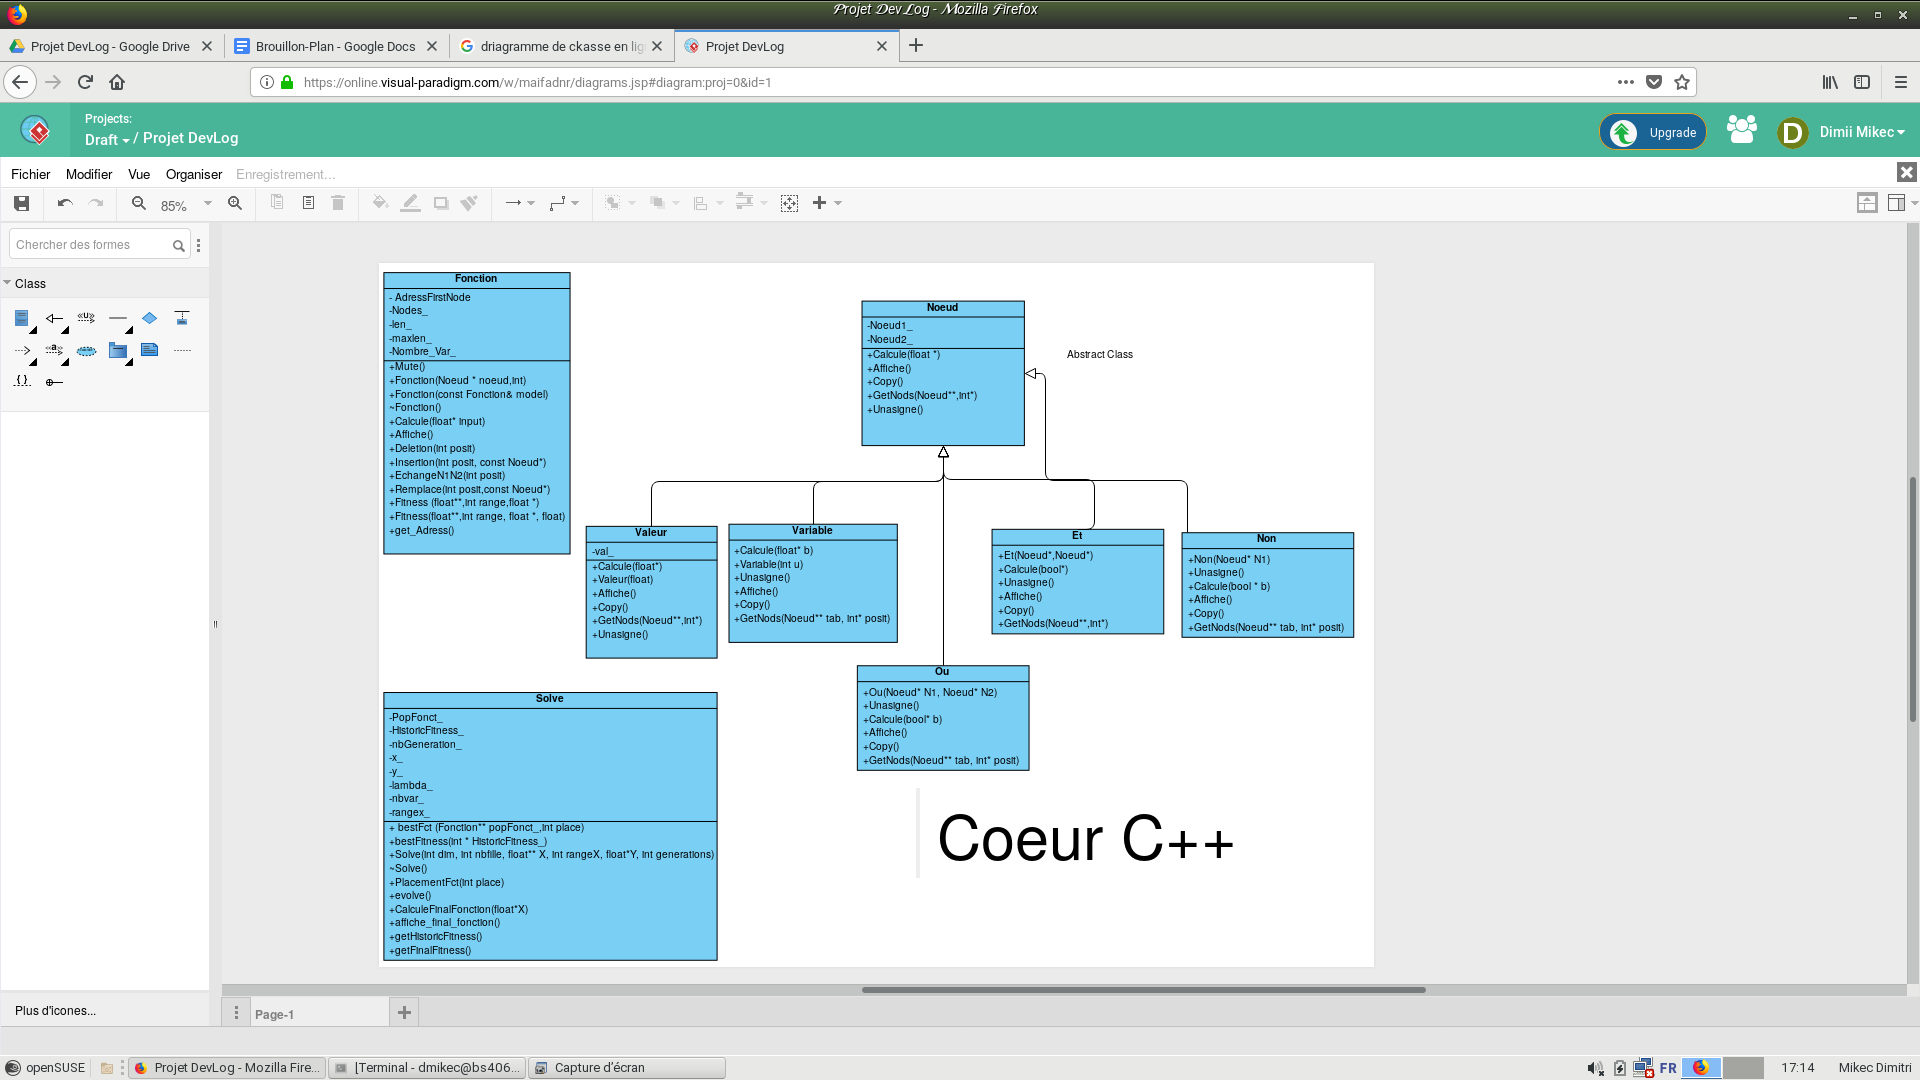 Projet DevLog - Mozilla Firefox
Projet DevLog - Google Drive
Brouillon-Plan - Google Docs
driagramme de ckasse en lig
Projet DevLog
https://online.visual-paradigm.com/w/maifadnr/diagrams.jsp#diagram:proj=0&id=1
Projects:
Draft / Projet DevLog
Upgrade
D
Dimii Mikec
Fichier Modifier Vue Organiser Enregistrement...
85%
Chercher des formes
Class
Fonction
- AdressFirstNode
-Nodes_
-len_
-maxlen_
-Nombre_Var_
+Mute()
+Fonction(Noeud * noeud,int)
+Fonction(const Fonction& model)
~Fonction()
+Calcule(float* input)
+Affiche()
+Deletion(int posit)
+Insertion(int posit, const Noeud*)
+EchangeN1N2(int posit)
+Remplace(int posit,const Noeud*)
+Fitness (float**,int range,float *)
+Fitness(float**,int range, float *, float)
+get_Adress()
Noeud
-Noeud1_
-Noeud2_
+Calcule(float *)
+Affiche()
+Copy()
+GetNods(Noeud**,int*)
+Unasigne()
Abstract Class
Valeur
-val_
+Calcule(float*)
+Valeur(float)
+Affiche()
+Copy()
+GetNods(Noeud**,int*)
+Unasigne()
Variable
+Calcule(float* b)
+Variable(int u)
+Unasigne()
+Affiche()
+Copy()
+GetNods(Noeud** tab, int* posit)
Et
+Et(Noeud*,Noeud*)
+Calcule(bool*)
+Unasigne()
+Affiche()
+Copy()
+GetNods(Noeud**,int*)
Non
+Non(Noeud* N1)
+Unasigne()
+Calcule(bool * b)
+Affiche()
+Copy()
+GetNods(Noeud** tab, int* posit)
Ou
+Ou(Noeud* N1, Noeud* N2)
+Unasigne()
+Calcule(bool* b)
+Affiche()
+Copy()
+GetNods(Noeud** tab, int* posit)
Solve
-PopFonct_
-HistoricFitness_
-nbGeneration_
-x_
-y_
-lambda_
-nbvar_
-rangex_
+ bestFct (Fonction** popFonct_,int place)
+bestFitness(int * HistoricFitness_)
+Solve(int dim, int nbfille, float** X, int rangeX, float*Y, int generations)
~Solve()
+PlacementFct(int place)
+evolve()
+CalculeFinalFonction(float*X)
+affiche_final_fonction()
+getHistoricFitness()
+getFinalFitness()
Coeur C++
Plus d'icones...
Page-1
openSUSE
Projet DevLog - Mozilla Fire...
[Terminal - dmikec@bs406...
Capture d'écran
FR
17:14
Mikec Dimitri